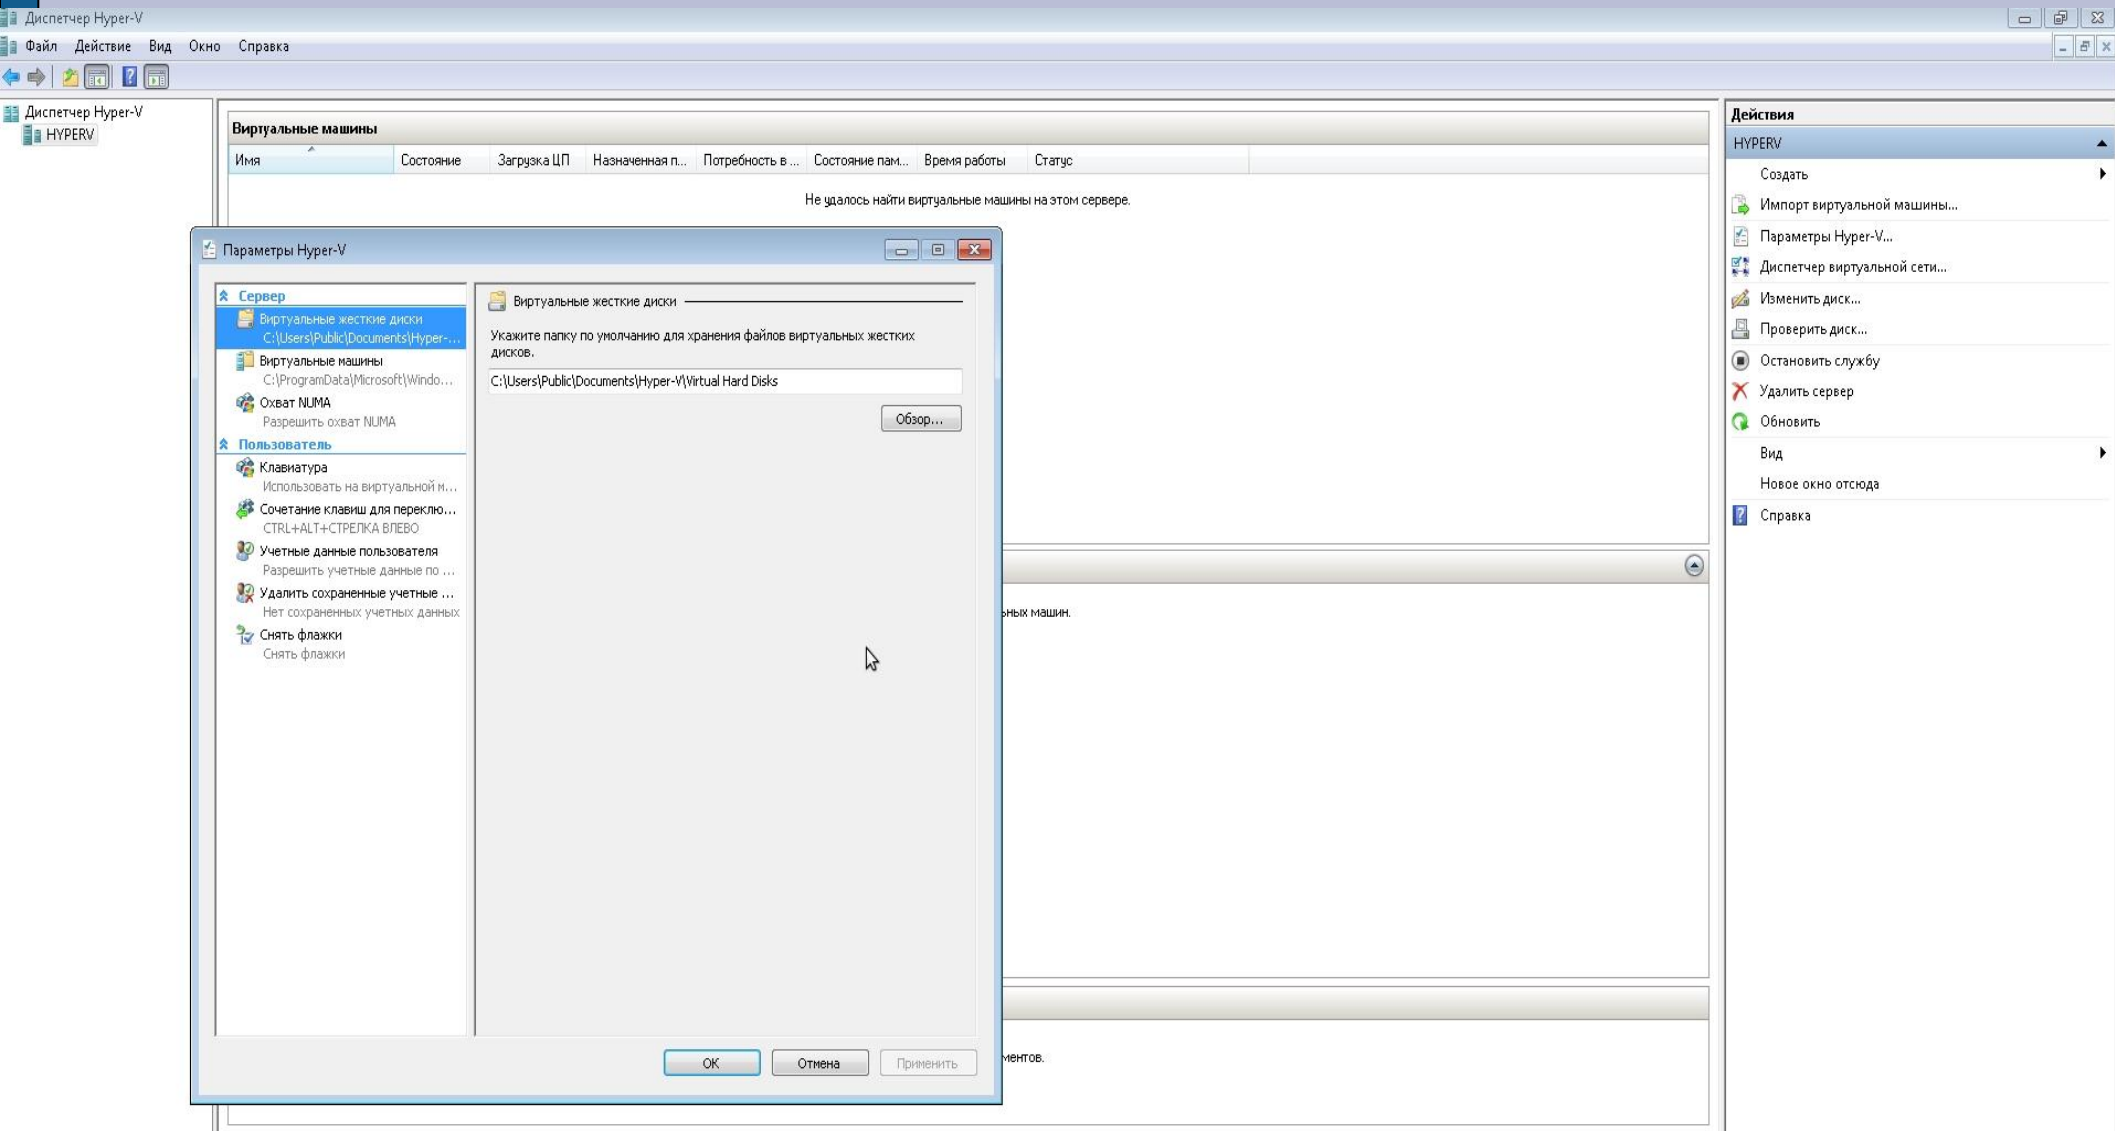 Диспетчер Hyper-V
Файл Действие Вид Окно Справка
Диспетчер Hyper-V
HYPERV
Виртуальные машины
Имя Состояние Загрузка ЦП Назначенная п... Потребность в ... Состояние пам... Время работы Статус
Не удалось найти виртуальные машины на этом сервере.
Параметры Hyper-V
Сервер
Виртуальные жесткие диски
C:\Users\Public\Documents\Hyper-...
Виртуальные машины
C:\ProgramData\Microsoft\Windo...
Охват NUMA
Разрешить охват NUMA
Пользователь
Клавиатура
Использовать на виртуальной м...
Сочетание клавиш для переклю...
CTRL+ALT+СТРЕЛКА ВЛЕВО
Учетные данные пользователя
Разрешить учетные данные по ...
Удалить сохраненные учетные ...
Нет сохраненных учетных данных
Снять флажки
Снять флажки
Виртуальные жесткие диски
Укажите папку по умолчанию для хранения файлов виртуальных жестких
дисков.
C:\Users\Public\Documents\Hyper-V\Virtual Hard Disks
Обзор...
OK Отмена Применить
ьных машин.
ментов.
Действия
HYPERV
Создать
Импорт виртуальной машины...
Параметры Hyper-V...
Диспетчер виртуальной сети...
Изменить диск...
Проверить диск...
Остановить службу
Удалить сервер
Обновить
Вид
Новое окно отсюда
Справка